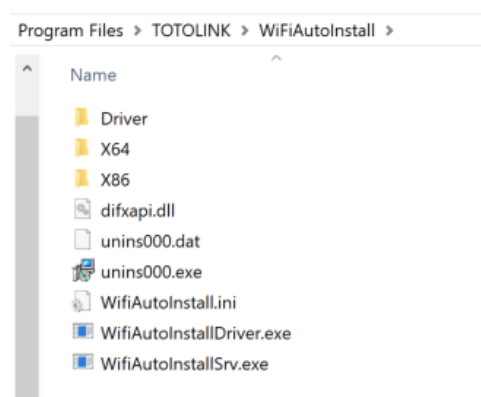 Program Files > TOTOLINK > WiFiAutoInstall >
Name
Driver
X64
X86
difxapi.dll
unins000.dat
unins000.exe
WifiAutoInstall.ini
WifiAutoInstallDriver.exe
WifiAutoInstallSrv.exe